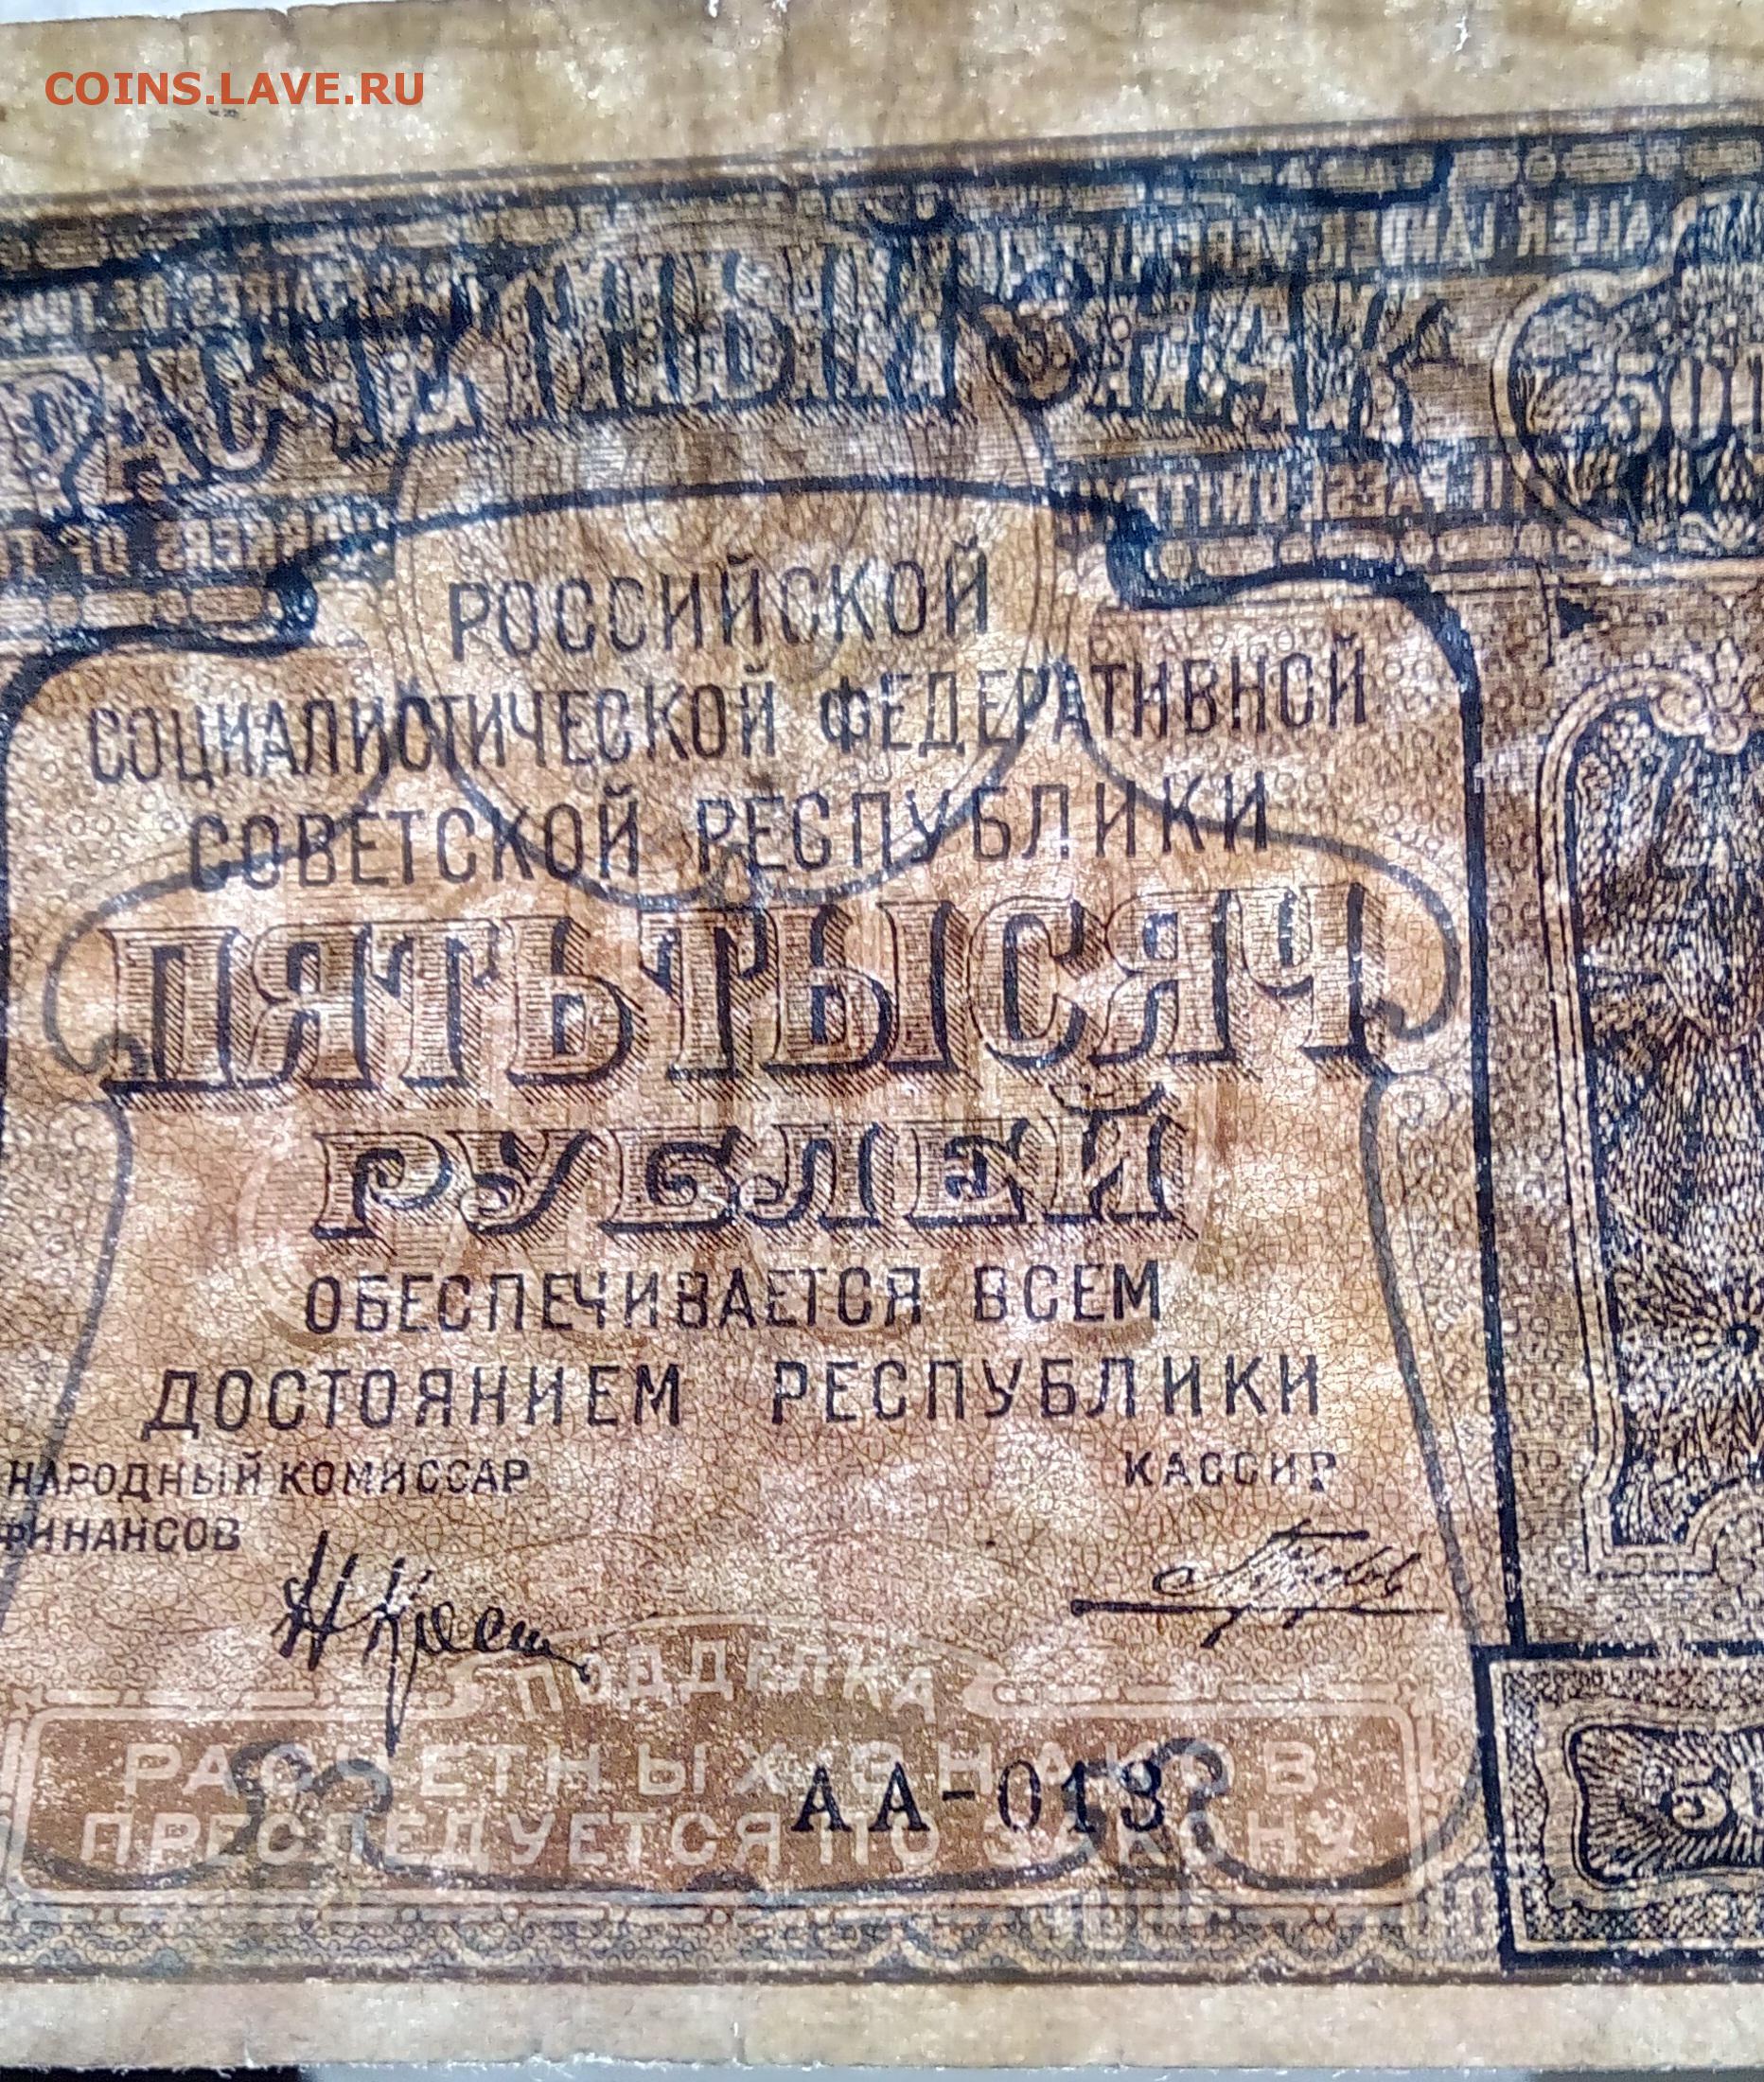 COINS.LAVE.RU
РАСЧЕТНЫЙ ЗНАК
РОССИЙСКОЙ
СОЦИАЛИСТИЧЕСКОЙ ФЕДЕРАТИВНОЙ
СОВЕТСКОЙ РЕСПУБЛИКИ
ПЯТЬ ТЫСЯЧ
РУБЛЕЙ
ОБЕСПЕЧИВАЕТСЯ ВСЕМ
ДОСТОЯНИЕМ РЕСПУБЛИКИ
НАРОДНЫЙ КОМИССАР
ФИНАНСОВ
КАССИР
ПОДДЕЛКА
РАСЧЕТНЫХ ЗНАКОВ
ПРЕСЛЕДУЕТСЯ ПО ЗАКОНУ
АА-013